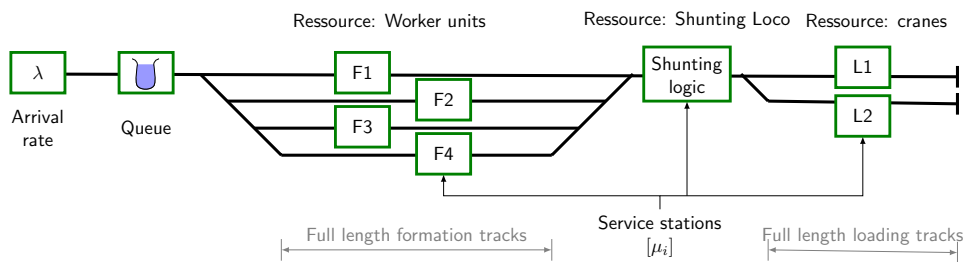 Ressource: Worker units
Ressource: Shunting Loco
Ressource: cranes
λ
Arrival
rate
Queue
F1
F2
F3
F4
Shunting
logic
L1
L2
Service stations
[μi]
Full length formation tracks
Full length loading tracks